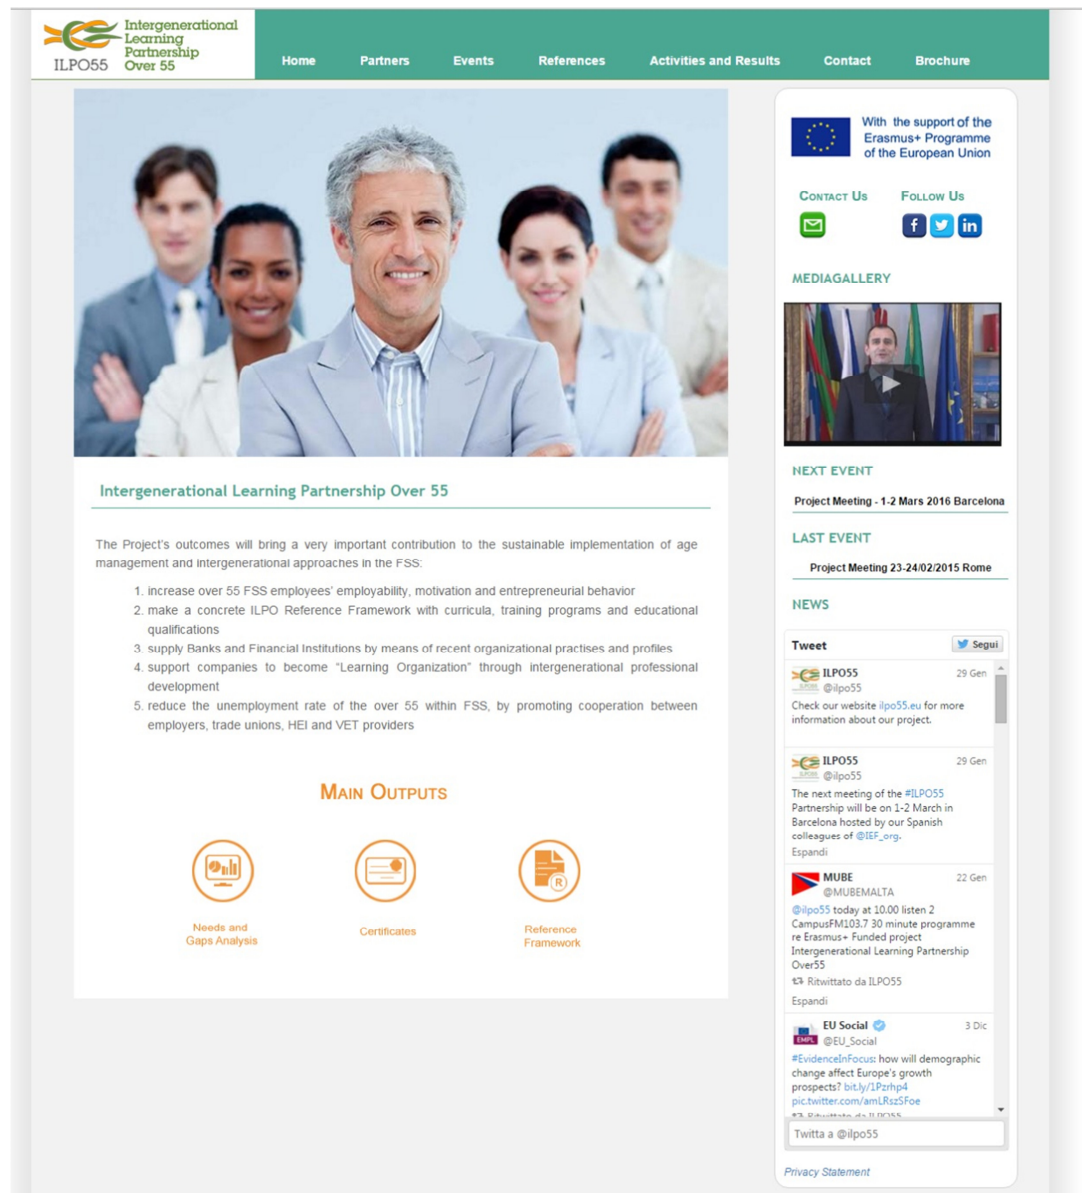 Intergenerational
Learning
Partnership
Over 55
ILPO55
Home Partners Events References Activities and Results Contact Brochure
Intergenerational Learning Partnership Over 55
The Project's outcomes will bring a very important contribution to the sustainable implementation of age
management and intergenerational approaches in the FSS:
1. increase over 55 FSS employees' employability, motivation and entrepreneurial behavior
2. make a concrete ILPO Reference Framework with curricula, training programs and educational
qualifications
3. supply Banks and Financial Institutions by means of recent organizational practises and profiles
4. support companies to become “Learning Organization” through intergenerational professional
development
5. reduce the unemployment rate of the over 55 within FSS, by promoting cooperation between
employers, trade unions, HEI and VET providers
MAIN OUTPUTS
Needs and
Gaps Analysis
Certificates
R
Reference
Framework
With the support of the
Erasmus+ Programme
of the European Union
CONTACT US FOLLOW US
f in
MEDIAGALLERY
NEXT EVENT
Project Meeting - 1-2 Mars 2016 Barcelona
LAST EVENT
Project Meeting 23-24/02/2015 Rome
NEWS
Tweet Segui
ILPO55 29 Gen
@ilpo55
Check our website ilpo55.eu for more
information about our project.
ILPO55 29 Gen
@ilpo55
The next meeting of the #ILPO55
Partnership will be on 1-2 March in
Barcelona hosted by our Spanish
colleagues of @IEF_org.
Espandi
MUBE 22 Gen
@MUBEMALTA
@ilpo55 today at 10.00 listen 2
CampusFM103.7 30 minute programme
re Erasmus+ Funded project
Intergenerational Learning Partnership
Over55
Ritwittato da ILPO55
Espandi
EU Social 3 Dic
EMPL @EU_Social
#EvidenceInFocus: how will demographic
change affect Europe's growth
prospects? bit.ly/1Pzrhp4
pic.twitter.com/amLRszSFoe
Ritwittato da ILPO55
Twitta a @ilpo55
Privacy Statement